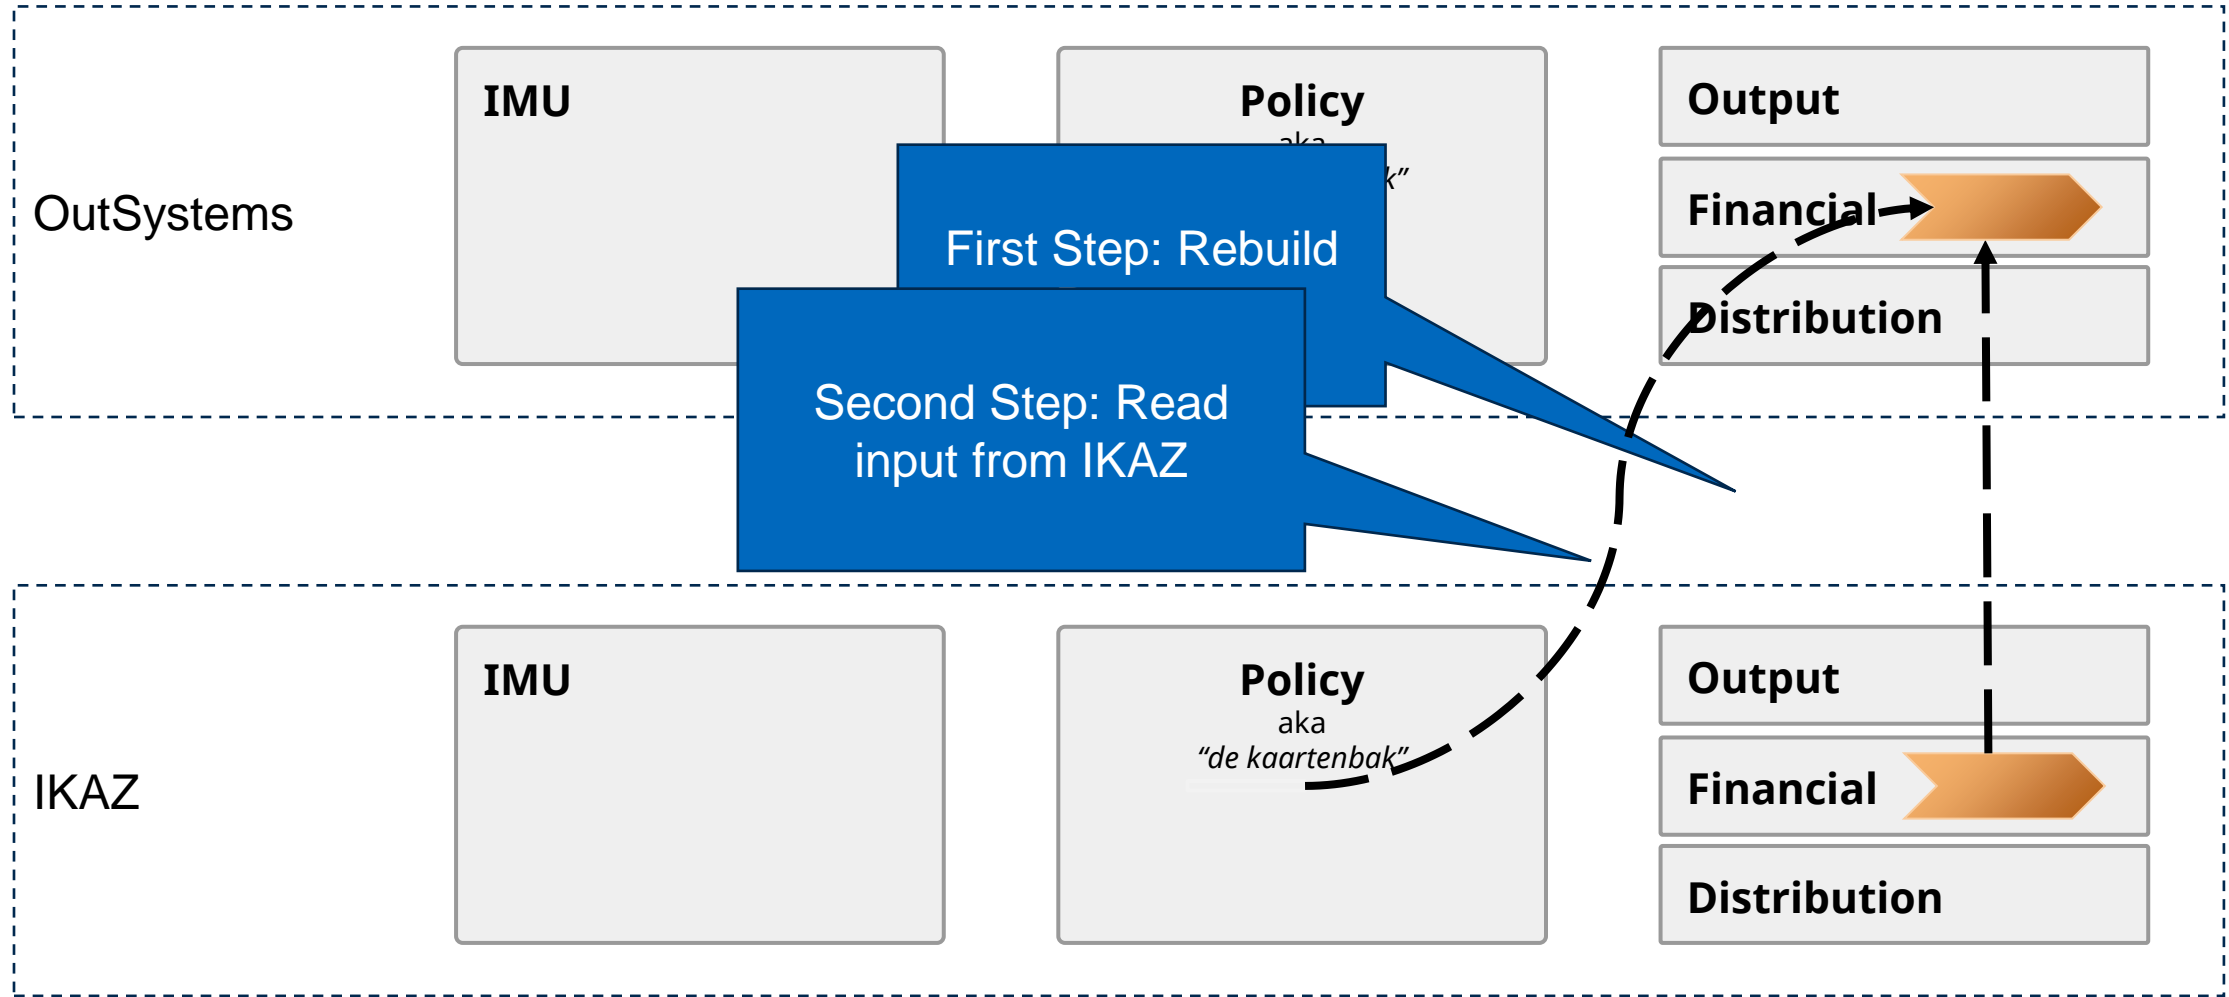 OutSystems
IMU
Policy
aka
k”
Output
Financial
Distribution
First Step: Rebuild
Second Step: Read
input from IKAZ
IKAZ
IMU
Policy
aka
“de kaartenbak”
Output
Financial
Distribution